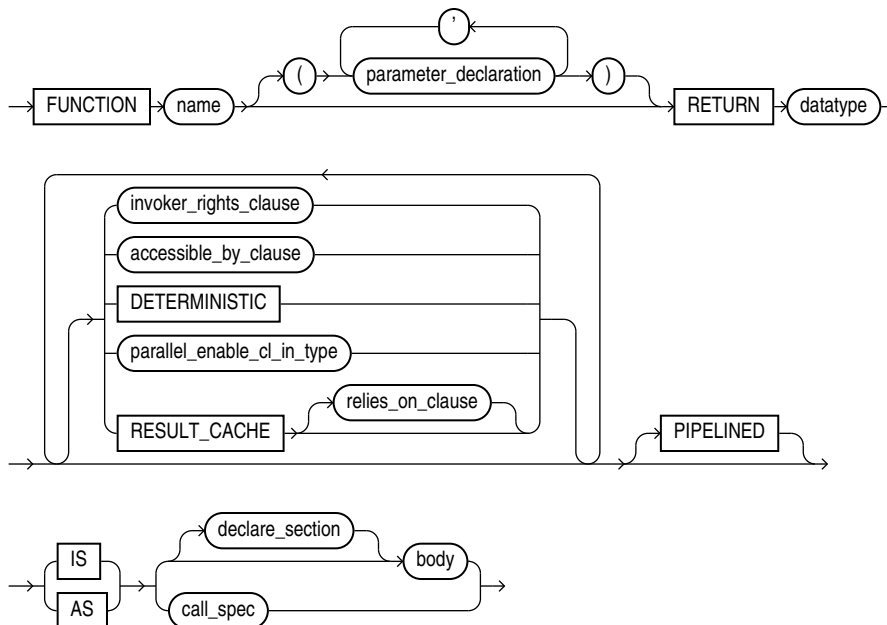 ,
( parameter_declaration )
FUNCTION name RETURN datatype
invoker_rights_clause
accessible_by_clause
DETERMINISTIC
parallel_enable_cl_in_type
relies_on_clause
RESULT_CACHE
PIPELINED
declare_section
IS body
AS call_spec